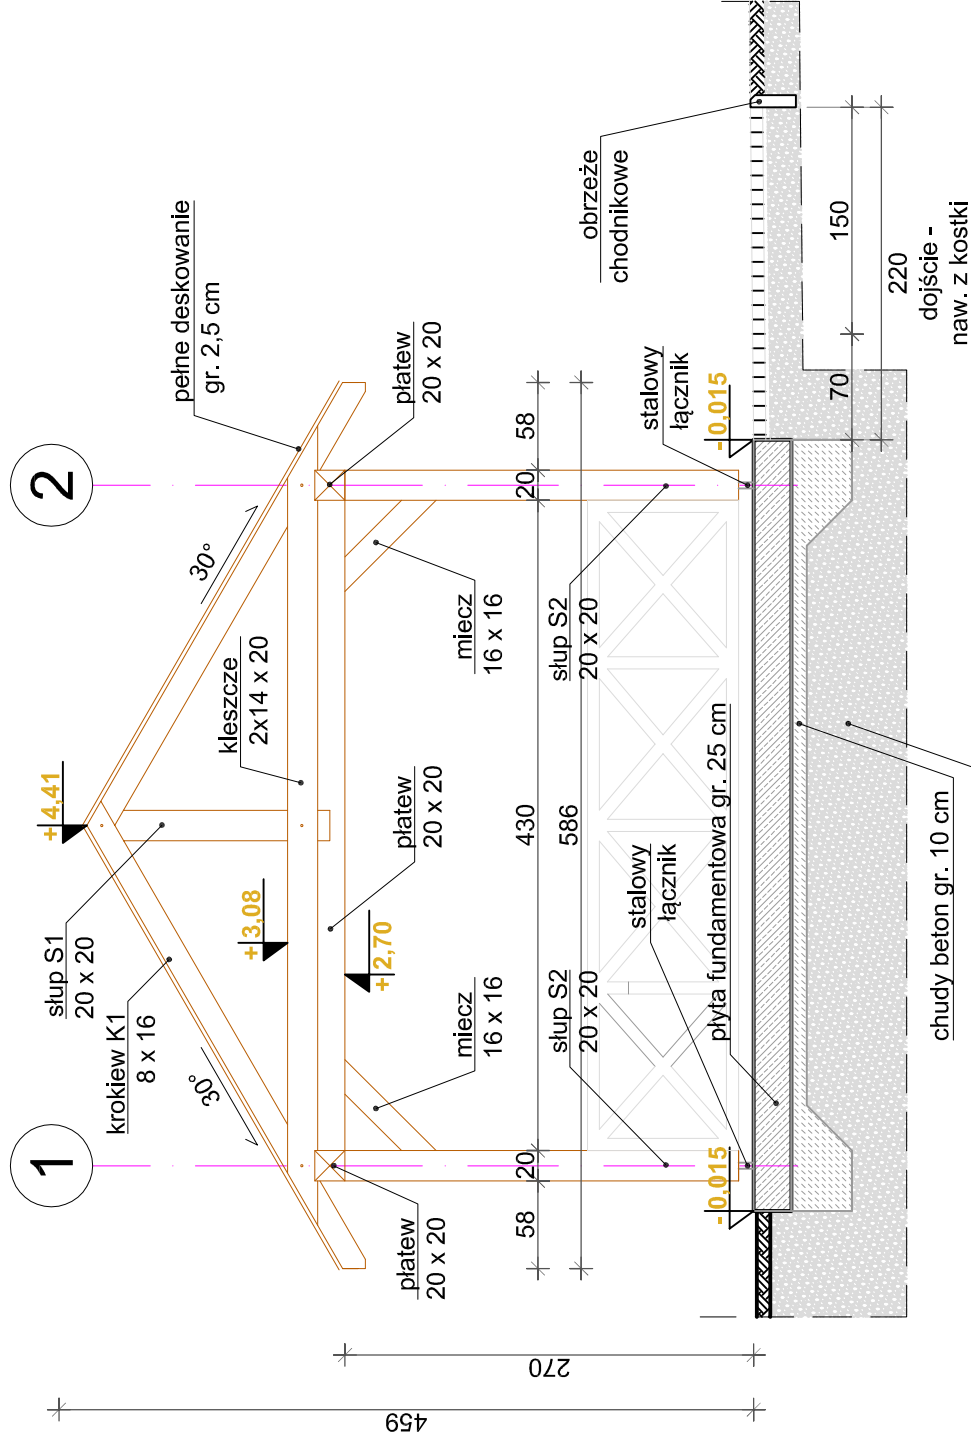 1
2
słup S1
20 x 20
krokiew K1
8 x 16
30°
30°
+ 4,41
+ 3,08
+ 2,70
kleszcze
2x14 x 20
pełne deskowanie
gr. 2,5 cm
płatew
20 x 20
płatew
20 x 20
płatew
20 x 20
miecz
16 x 16
miecz
16 x 16
58
20
430
20
58
586
słup S2
20 x 20
słup S2
20 x 20
stalowy
łącznik
stalowy
łącznik
płyta fundamentowa gr. 25 cm
- 0,015
- 0,015
obrzeże
chodnikowe
70
150
220
dojście -
naw. z kostki
chudy beton gr. 10 cm
270
459